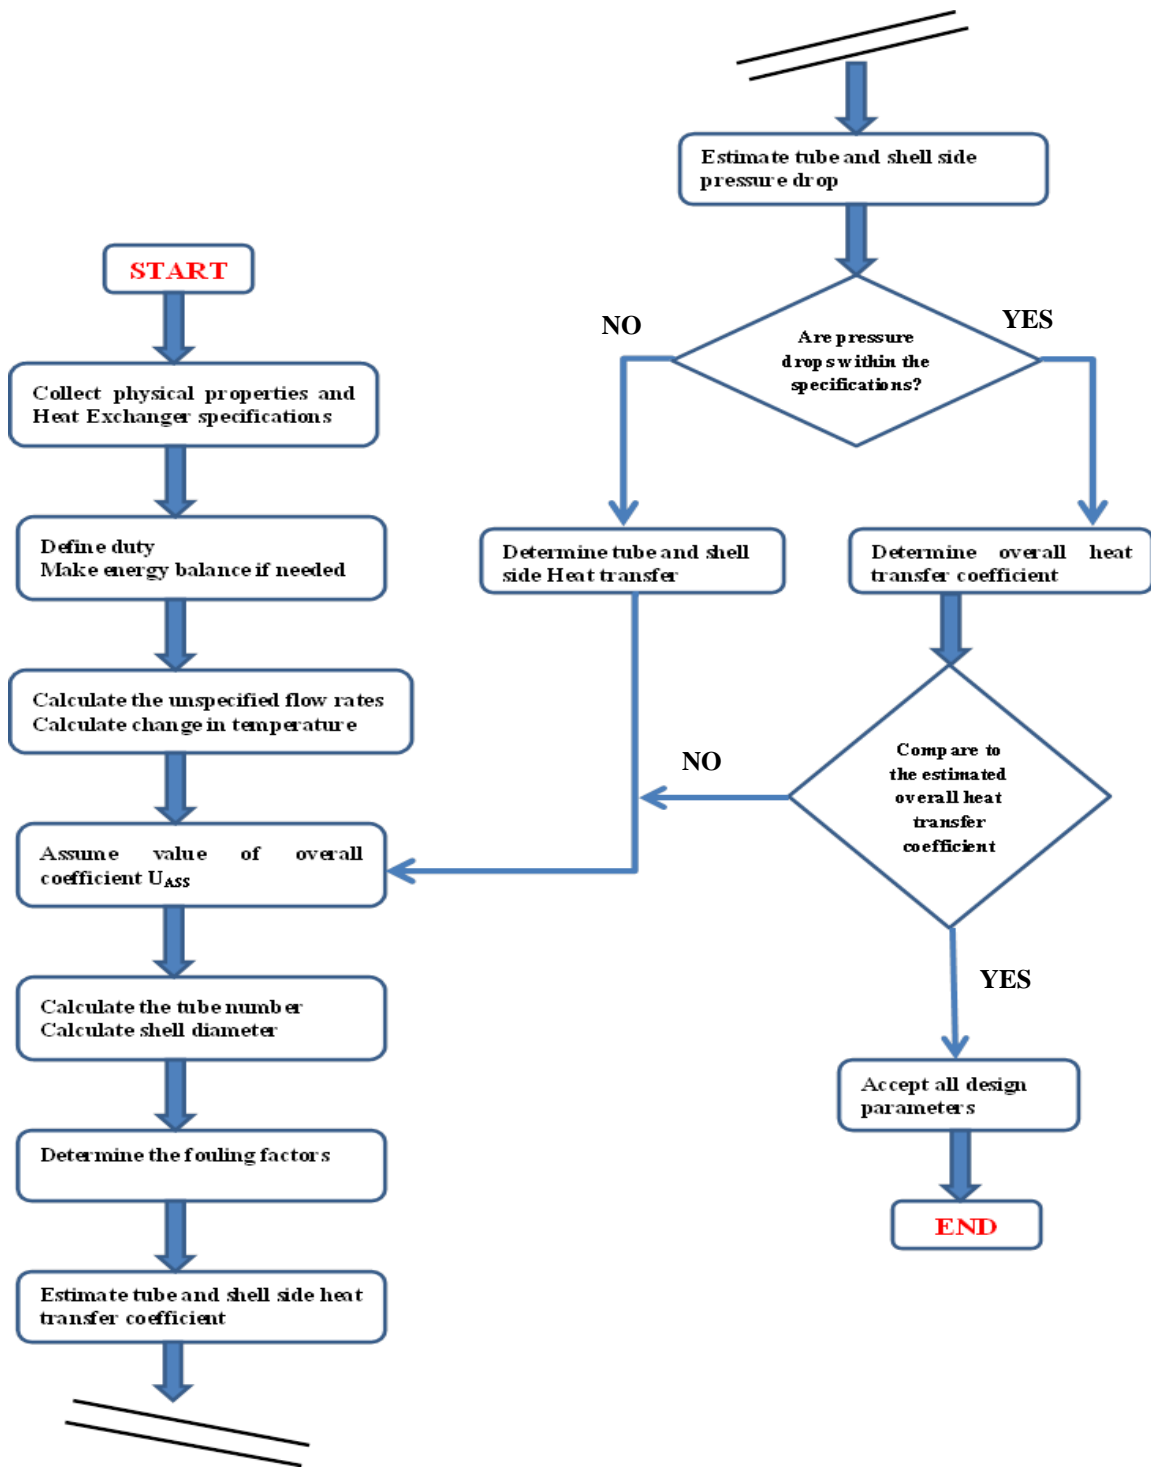 START
Collect physical properties and
Heat Exchanger specifications
Define duty
Make energy balance if needed
Calculate the unspecified flow rates
Calculate change in temperature
Assume value of overall
coefficient U_ASS
Calculate the tube number
Calculate shell diameter
Determine the fouling factors
Estimate tube and shell side heat
transfer coefficient
Estimate tube and shell side
pressure drop
Are pressure
drops within the
specifications?
NO
YES
Determine tube and shell
side Heat transfer
Determine overall heat
transfer coefficient
Compare to
the estimated
overall heat
transfer
coefficient
NO
YES
Accept all design
parameters
END